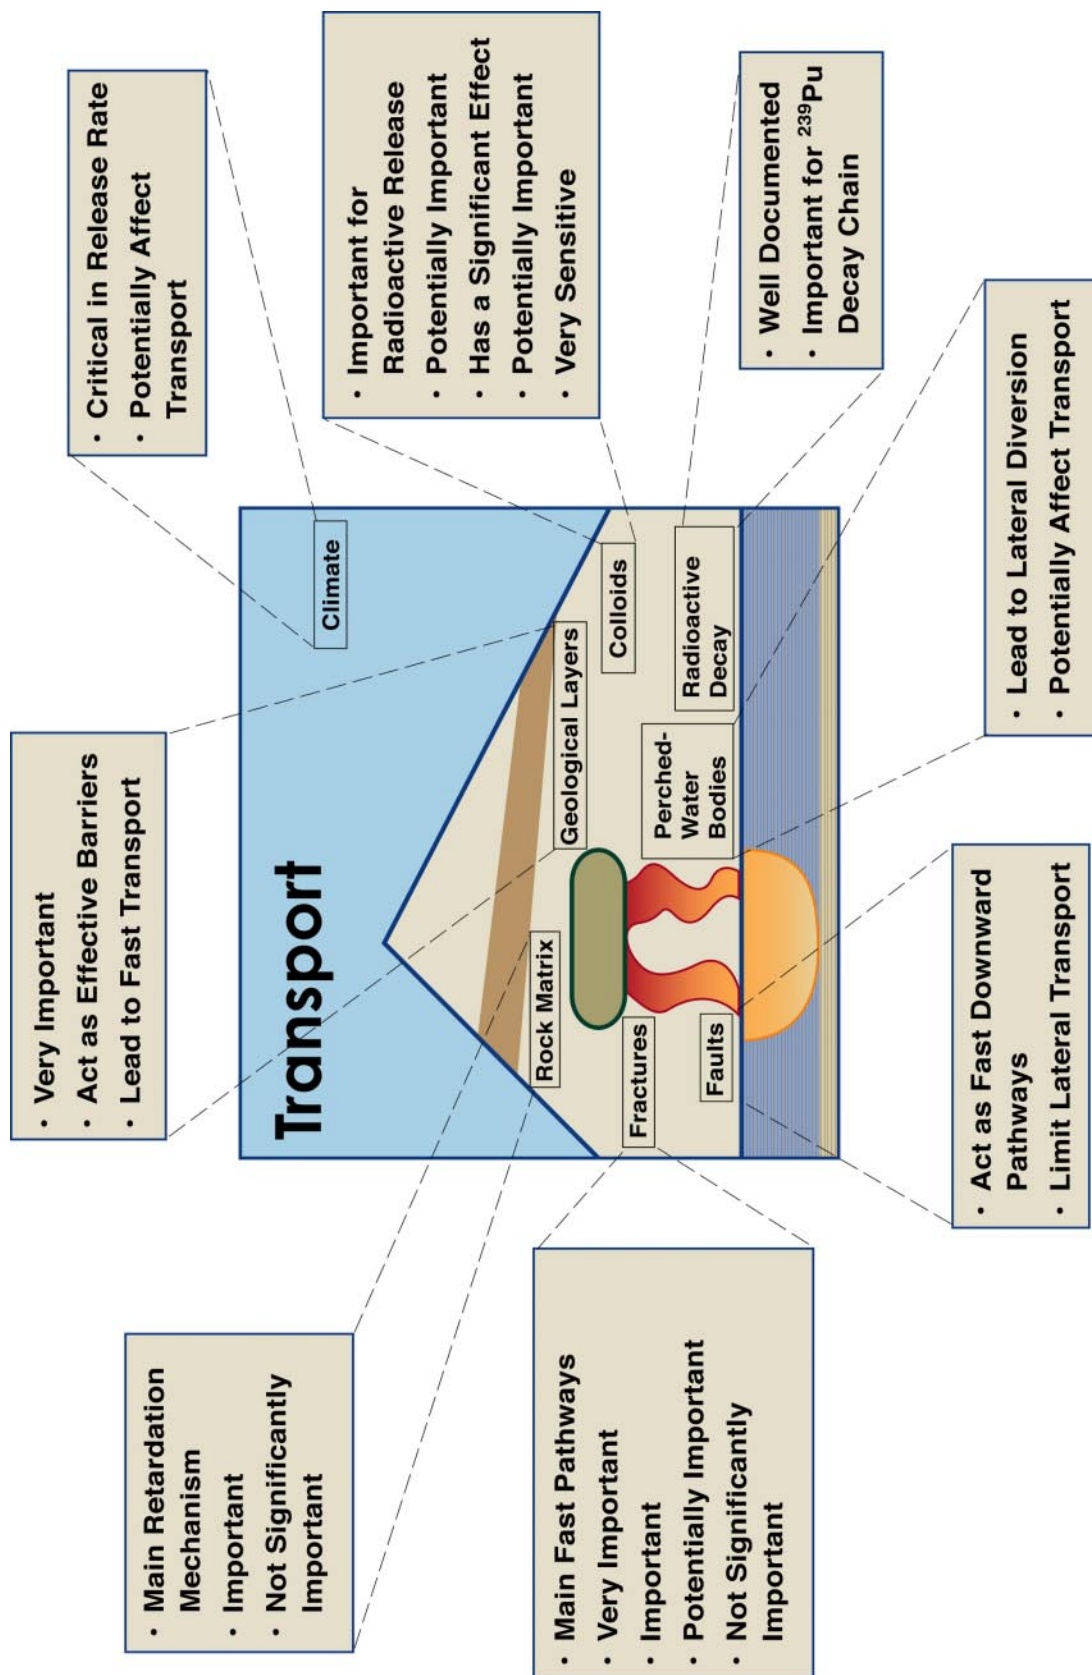 Transport
• Main Retardation
Mechanism
• Important
• Not Significantly
Important
• Very Important
• Act as Effective Barriers
• Lead to Fast Transport
• Critical in Release Rate
• Potentially Affect
Transport
Climate
Geological Layers
Rock Matrix
Colloids
Fractures
Perched-
Water
Bodies
Radioactive
Decay
Faults
• Important for
Radioactive Release
• Potentially Important
• Has a Significant Effect
• Potentially Important
• Very Sensitive
• Main Fast Pathways
• Very Important
• Important
• Potentially Important
• Not Significantly
Important
• Well Documented
• Important for ²³⁹Pu
Decay Chain
• Act as Fast Downward
Pathways
• Limit Lateral Transport
• Lead to Lateral Diversion
• Potentially Affect Transport